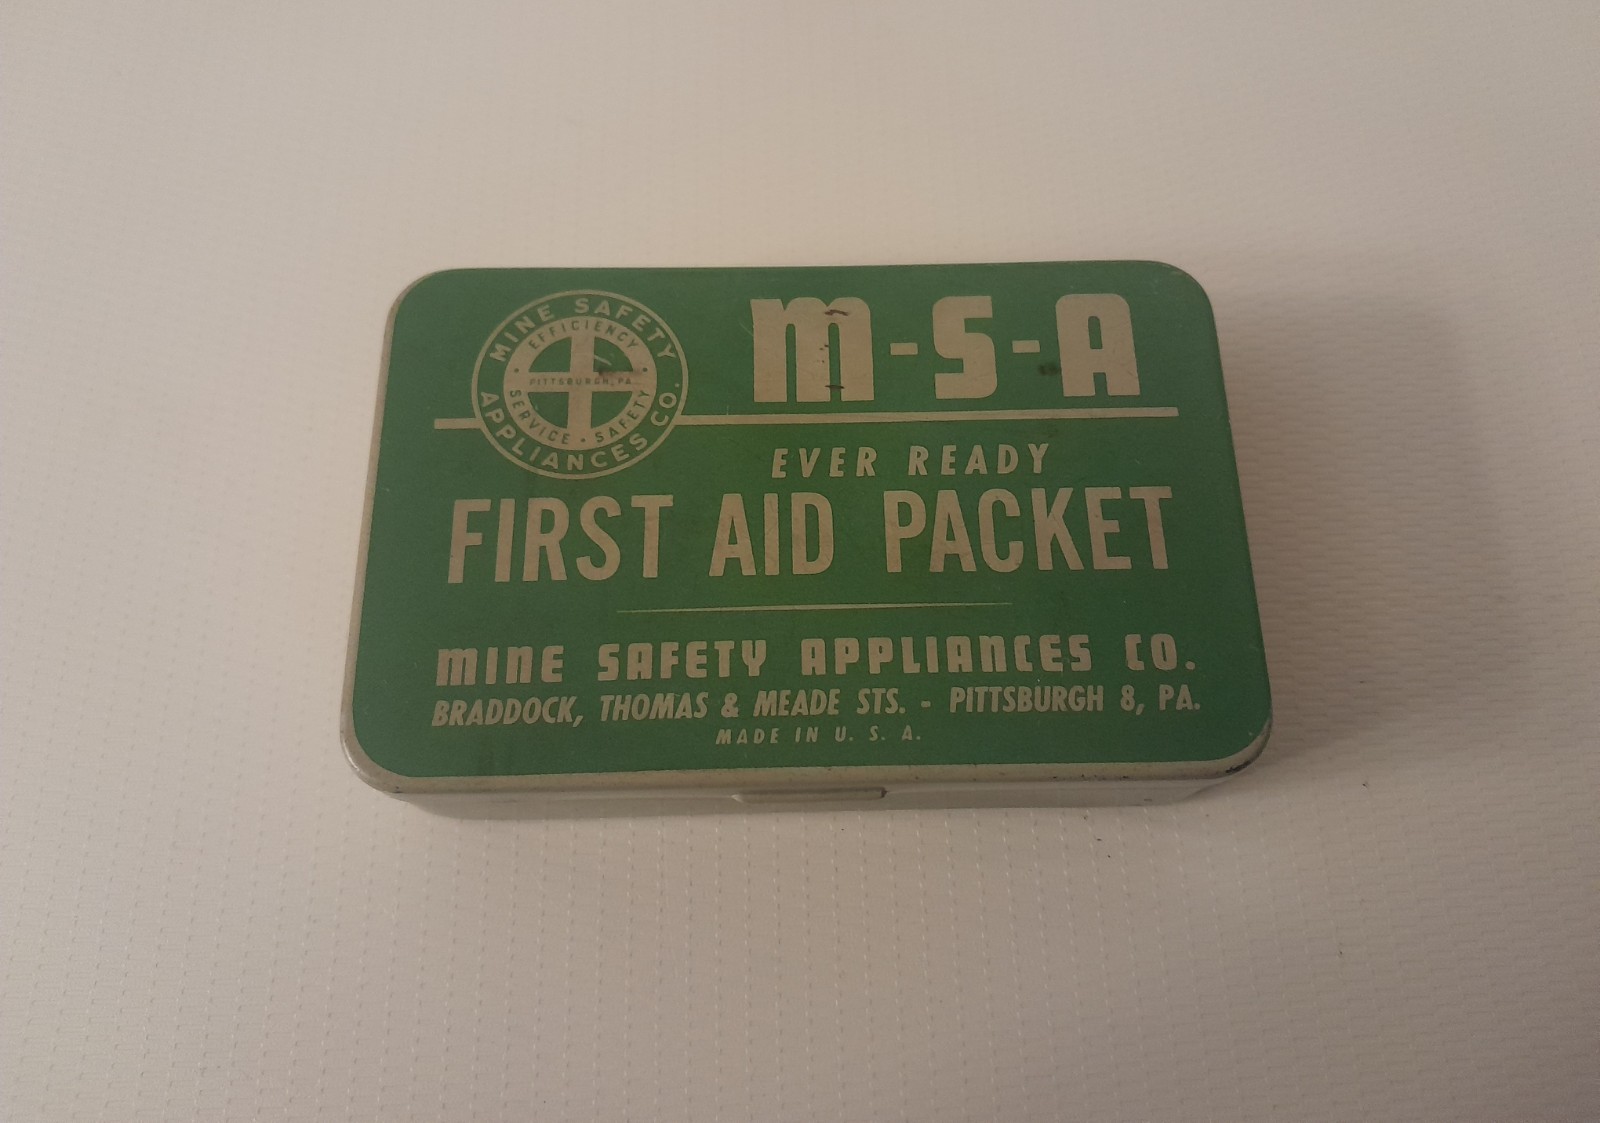 MINE SAFETY APPLIANCES CO.
EFFICIENCY
PITTSBURGH, PA.
SERVICE • SAFETY
M-S-A
EVER READY
FIRST AID PACKET
MINE SAFETY APPLIANCES CO.
BRADDOCK, THOMAS & MEADE STS. - PITTSBURGH 8, PA.
MADE IN U. S. A.